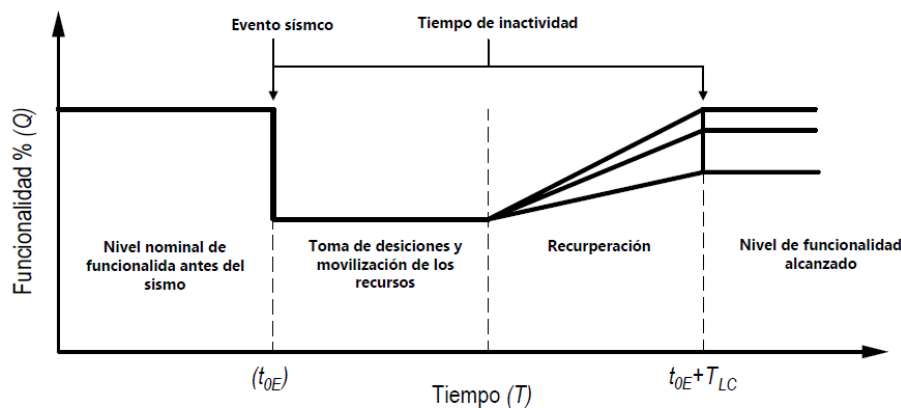 Evento sísmco
Tiempo de inactividad
Funcionalidad % (Q)
Nivel nominal de
funcionalida antes del
sismo
Toma de desiciones y
movilización de los
recursos
Recurperación
Nivel de funcionalidad
alcanzado
(t0E)
Tiempo (T)
t0E+TLC